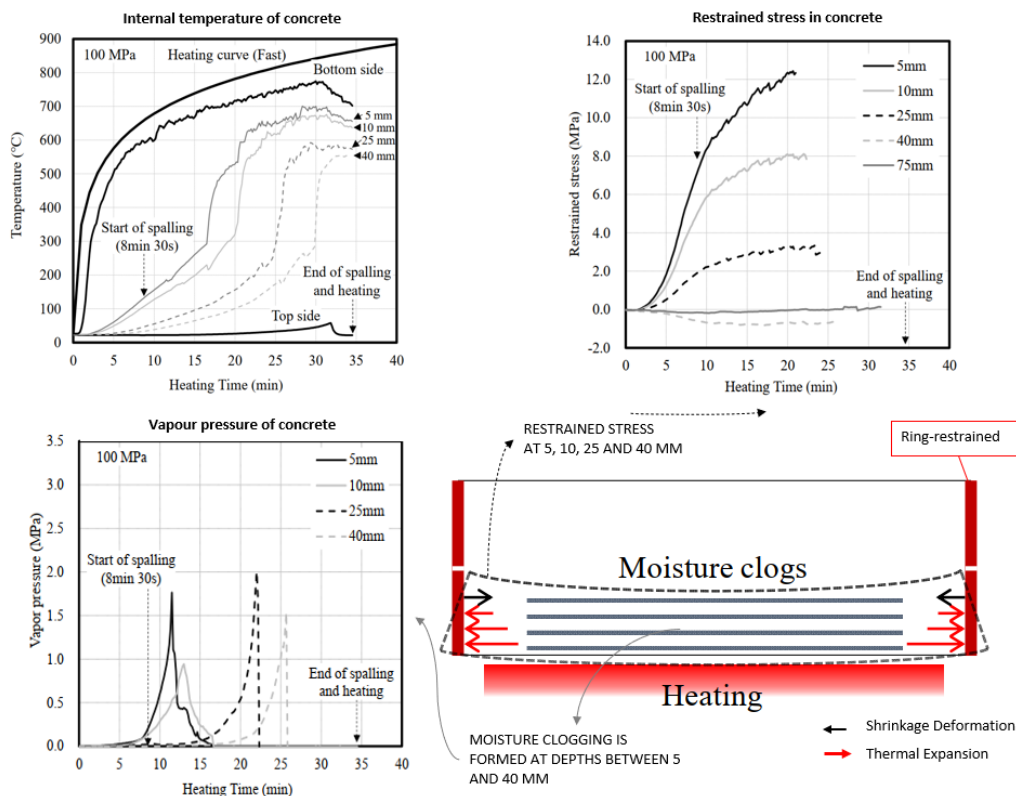 Internal temperature of concrete
900
800
700
600
500
400
300
200
100
0
Temperature (°C)
100 MPa
Heating curve (Fast)
Bottom side
5 mm
10 mm
25 mm
40 mm
Start of spalling
(8min 30s)
End of spalling
and heating
Top side
0 5 10 15 20 25 30 35 40
Heating Time (min)
Restrained stress in concrete
14.0
12.0
10.0
8.0
6.0
4.0
2.0
0.0
-2.0
Restrained stress (MPa)
100 MPa
Start of spalling
(8min 30s)
5mm
10mm
25mm
40mm
75mm
End of spalling
and heating
0 5 10 15 20 25 30 35 40
Heating Time (min)
Vapour pressure of concrete
3.5
3.0
2.5
2.0
1.5
1.0
0.5
0.0
Vapor pressure (MPa)
100 MPa
5mm
10mm
25mm
40mm
Start of spalling
(8min 30s)
End of spalling
and heating
0 5 10 15 20 25 30 35 40
Heating Time (min)
RESTRAINED STRESS
AT 5, 10, 25 AND 40 MM
Ring-restrained
Moisture clogs
Heating
MOISTURE CLOGGING IS
FORMED AT DEPTHS BETWEEN 5
AND 40 MM
Shrinkage Deformation
Thermal Expansion